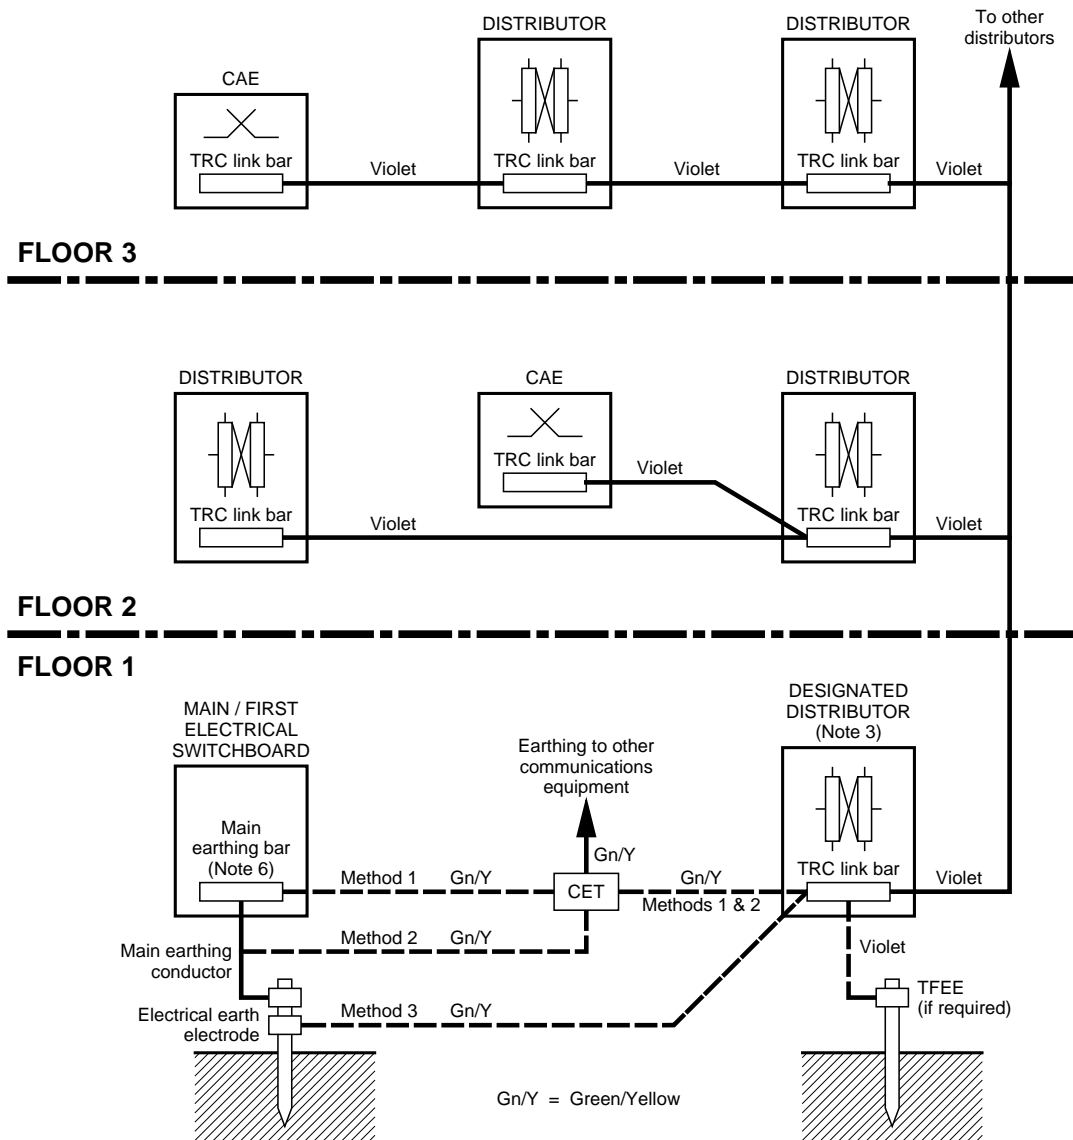 To other
distributors
DISTRIBUTOR
DISTRIBUTOR
CAE
TRC link bar
Violet
TRC link bar
Violet
TRC link bar
Violet
FLOOR 3
DISTRIBUTOR
CAE
DISTRIBUTOR
TRC link bar
Violet
TRC link bar
Violet
TRC link bar
Violet
FLOOR 2
FLOOR 1
MAIN / FIRST
ELECTRICAL
SWITCHBOARD
Earthing to other
communications
equipment
DESIGNATED
DISTRIBUTOR
(Note 3)
Main
earthing bar
(Note 6)
Method 1 Gn/Y
Gn/Y
CET
Gn/Y
Methods 1 & 2
TRC link bar
Violet
Main earthing
conductor
Method 2 Gn/Y
Violet
Electrical earth
electrode
Method 3 Gn/Y
TFEE
(if required)
Gn/Y = Green/Yellow